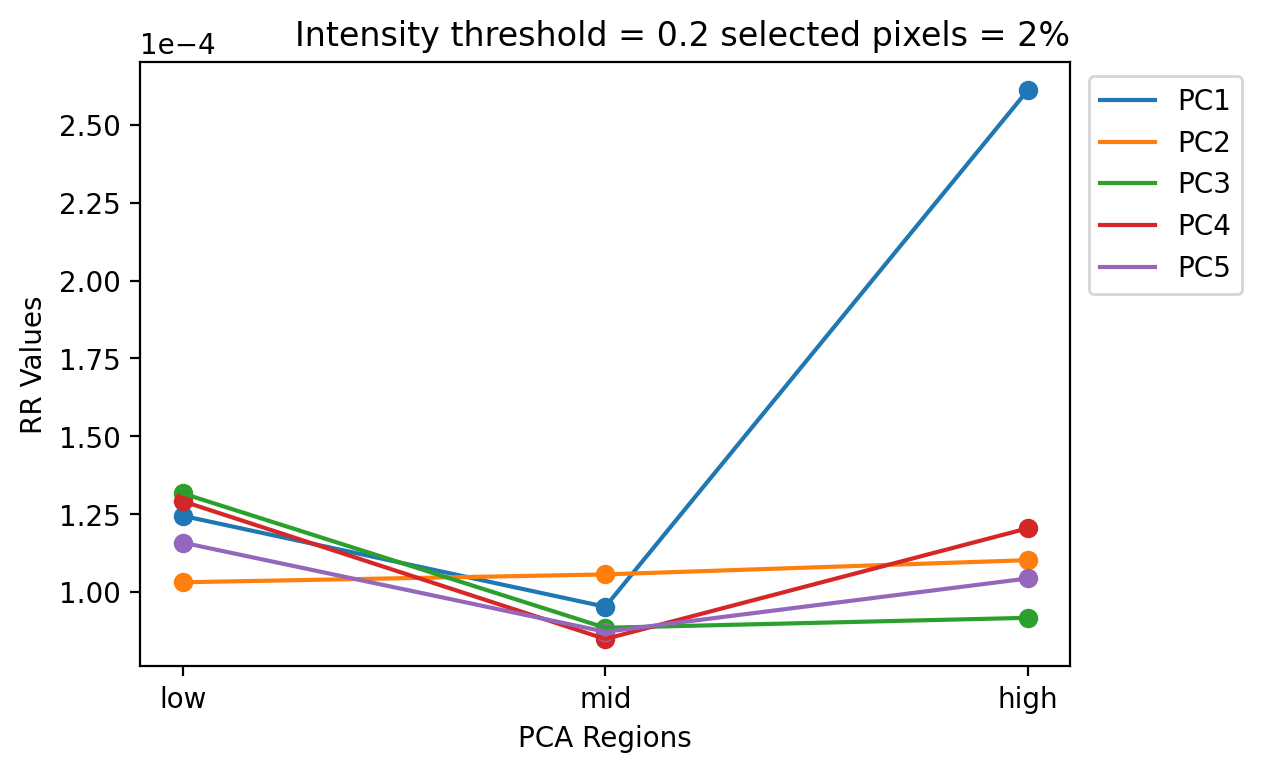 1e−4
Intensity threshold = 0.2 selected pixels = 2%
2.50
2.25
2.00
1.75
1.50
1.25
1.00
RR Values
low
mid
high
PCA Regions
PC1
PC2
PC3
PC4
PC5